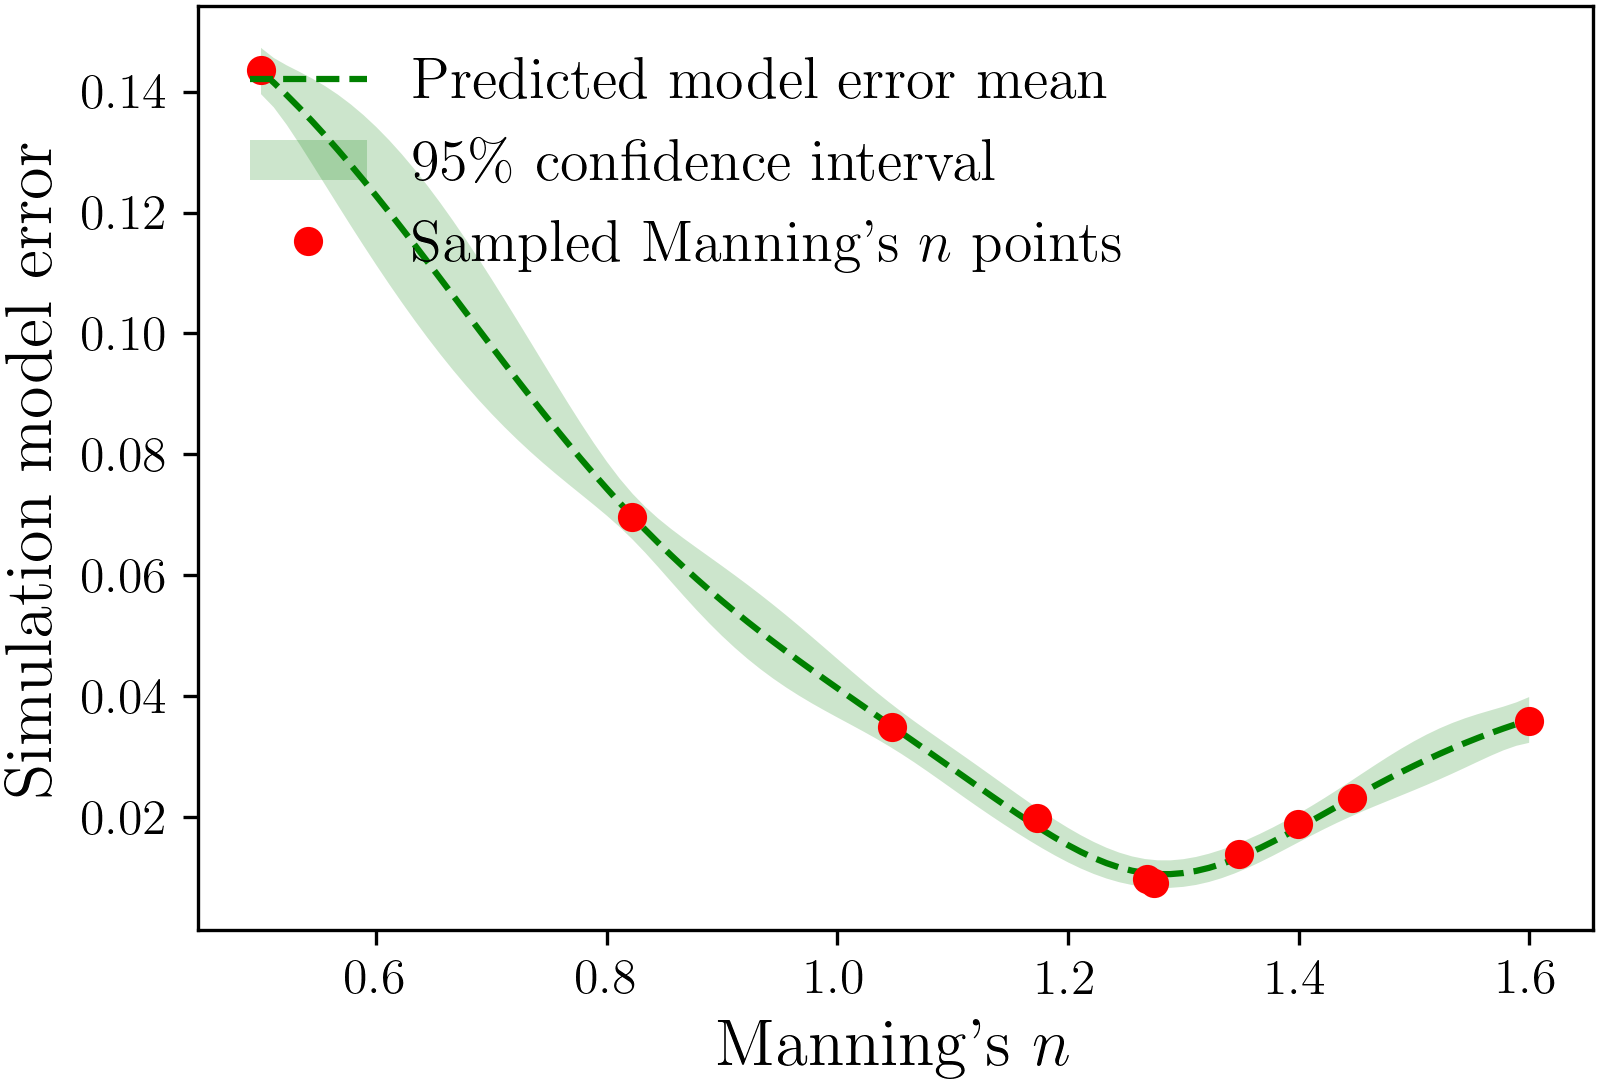 Predicted model error mean
95% confidence interval
Sampled Manning's n points
Simulation model error
0.14
0.12
0.10
0.08
0.06
0.04
0.02
0.6 0.8 1.0 1.2 1.4 1.6
Manning's n